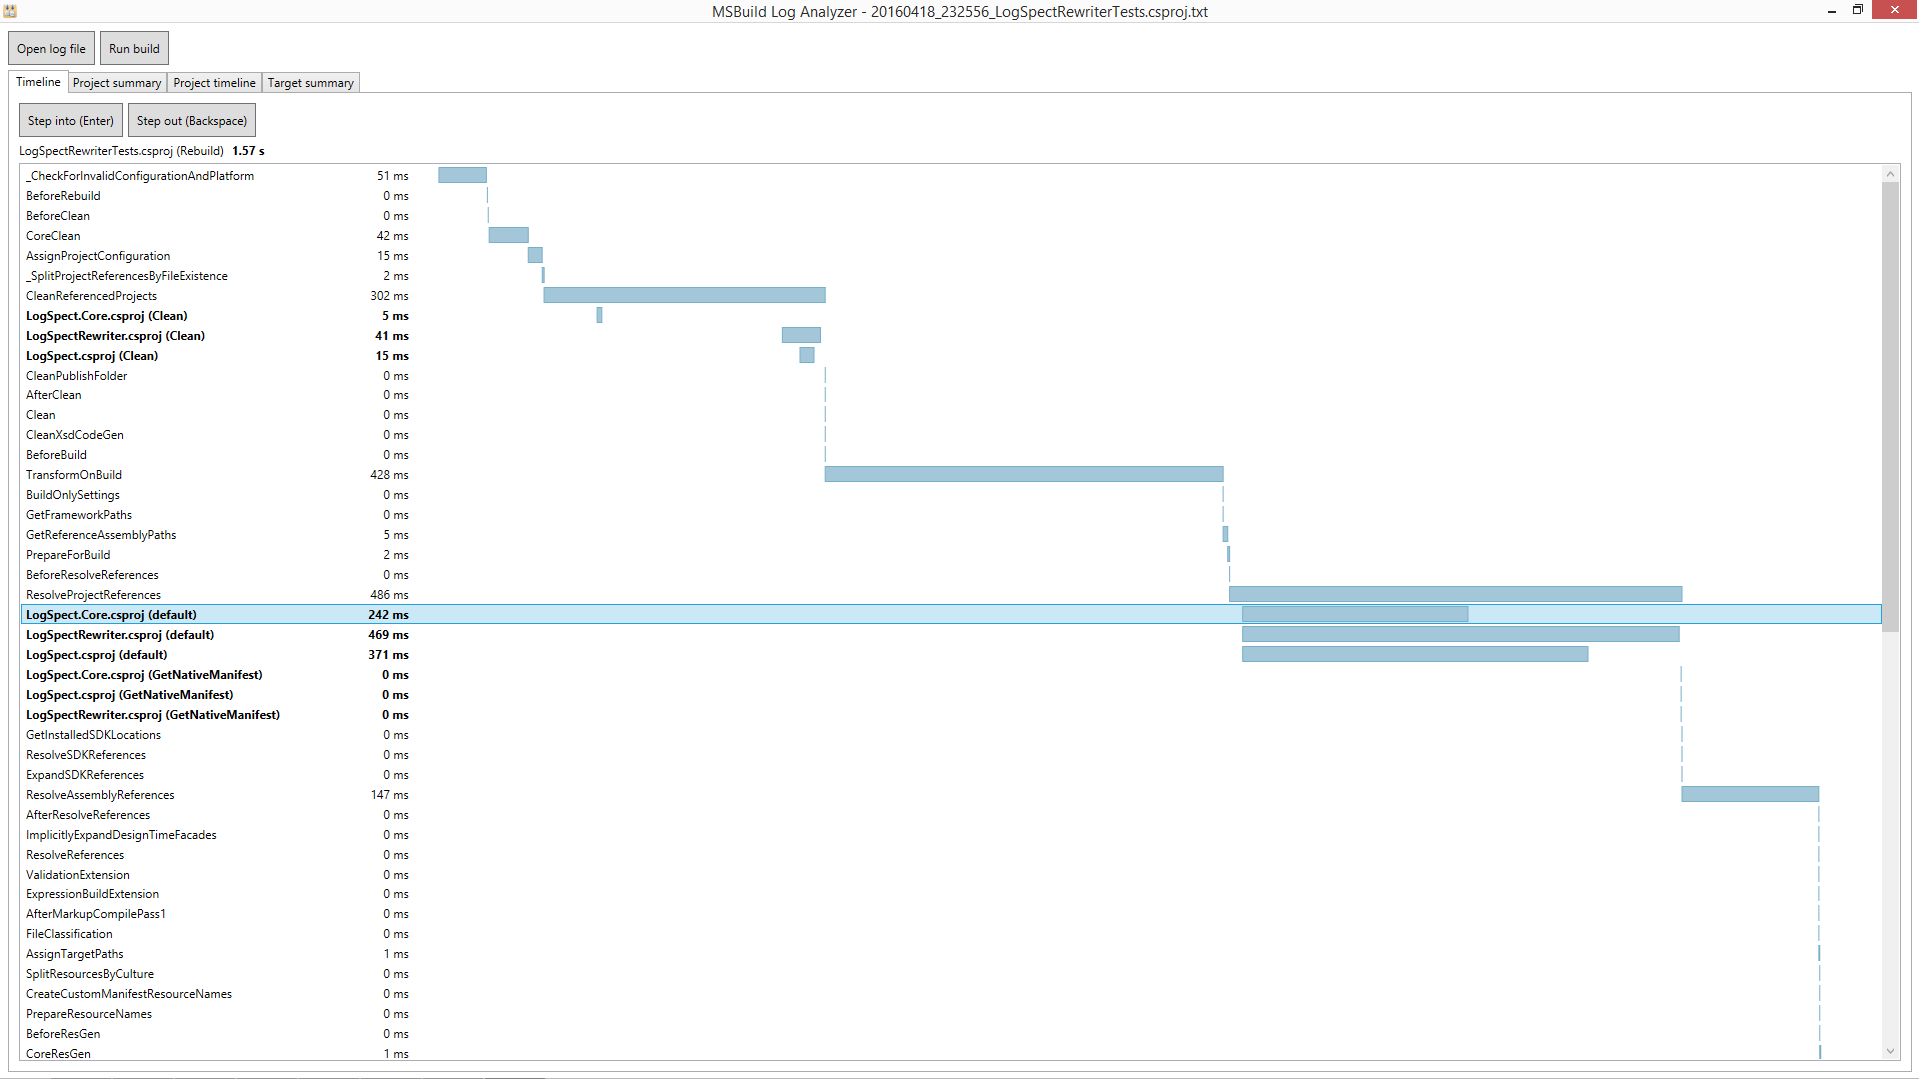 MSBuild Log Analyzer - 20160418_232556_LogSpectRewriterTests.csproj.txt
Open log file Run build
Timeline Project summary Project timeline Target summary
Step into (Enter) Step out (Backspace)
LogSpectRewriterTests.csproj (Rebuild) 1.57 s
_CheckForInvalidConfigurationAndPlatform 51 ms
BeforeRebuild 0 ms
BeforeClean 0 ms
CoreClean 42 ms
AssignProjectConfiguration 15 ms
_SplitProjectReferencesByFileExistence 2 ms
CleanReferencedProjects 302 ms
LogSpect.Core.csproj (Clean) 5 ms
LogSpectRewriter.csproj (Clean) 41 ms
LogSpect.csproj (Clean) 15 ms
CleanPublishFolder 0 ms
AfterClean 0 ms
Clean 0 ms
CleanXsdCodeGen 0 ms
BeforeBuild 0 ms
TransformOnBuild 428 ms
BuildOnlySettings 0 ms
GetFrameworkPaths 0 ms
GetReferenceAssemblyPaths 5 ms
PrepareForBuild 2 ms
BeforeResolveReferences 0 ms
ResolveProjectReferences 486 ms
LogSpect.Core.csproj (default) 242 ms
LogSpectRewriter.csproj (default) 469 ms
LogSpect.csproj (default) 371 ms
LogSpect.Core.csproj (GetNativeManifest) 0 ms
LogSpect.csproj (GetNativeManifest) 0 ms
LogSpectRewriter.csproj (GetNativeManifest) 0 ms
GetInstalledSDKLocations 0 ms
ResolveSDKReferences 0 ms
ExpandSDKReferences 0 ms
ResolveAssemblyReferences 147 ms
AfterResolveReferences 0 ms
ImplicitlyExpandDesignTimeFacades 0 ms
ResolveReferences 0 ms
ValidationExtension 0 ms
ExpressionBuildExtension 0 ms
AfterMarkupCompilePass1 0 ms
FileClassification 0 ms
AssignTargetPaths 1 ms
SplitResourcesByCulture 0 ms
CreateCustomManifestResourceNames 0 ms
PrepareResourceNames 0 ms
BeforeResGen 0 ms
CoreResGen 1 ms